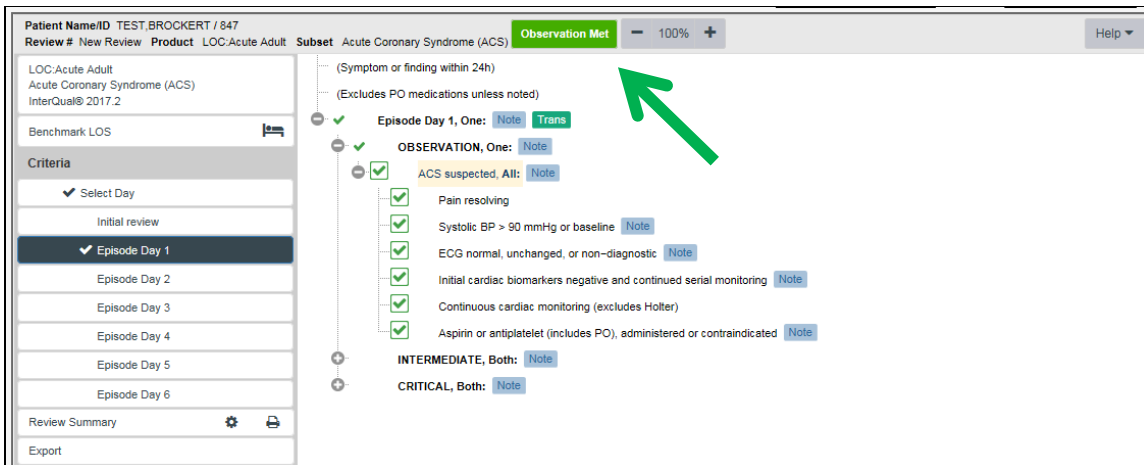 Patient Name/ID TEST,BROCKERT / 847
Review # New Review Product LOC:Acute Adult Subset Acute Coronary Syndrome (ACS)
Observation Met
100%
Help
LOC:Acute Adult
Acute Coronary Syndrome (ACS)
InterQual® 2017.2
Benchmark LOS
Criteria
Select Day
Initial review
Episode Day 1
Episode Day 2
Episode Day 3
Episode Day 4
Episode Day 5
Episode Day 6
Review Summary
Export
(Symptom or finding within 24h)
(Excludes PO medications unless noted)
Episode Day 1, One: Note Trans
OBSERVATION, One: Note
ACS suspected, All: Note
Pain resolving
Systolic BP > 90 mmHg or baseline Note
ECG normal, unchanged, or non-diagnostic Note
Initial cardiac biomarkers negative and continued serial monitoring Note
Continuous cardiac monitoring (excludes Holter)
Aspirin or antiplatelet (includes PO), administered or contraindicated Note
INTERMEDIATE, Both: Note
CRITICAL, Both: Note